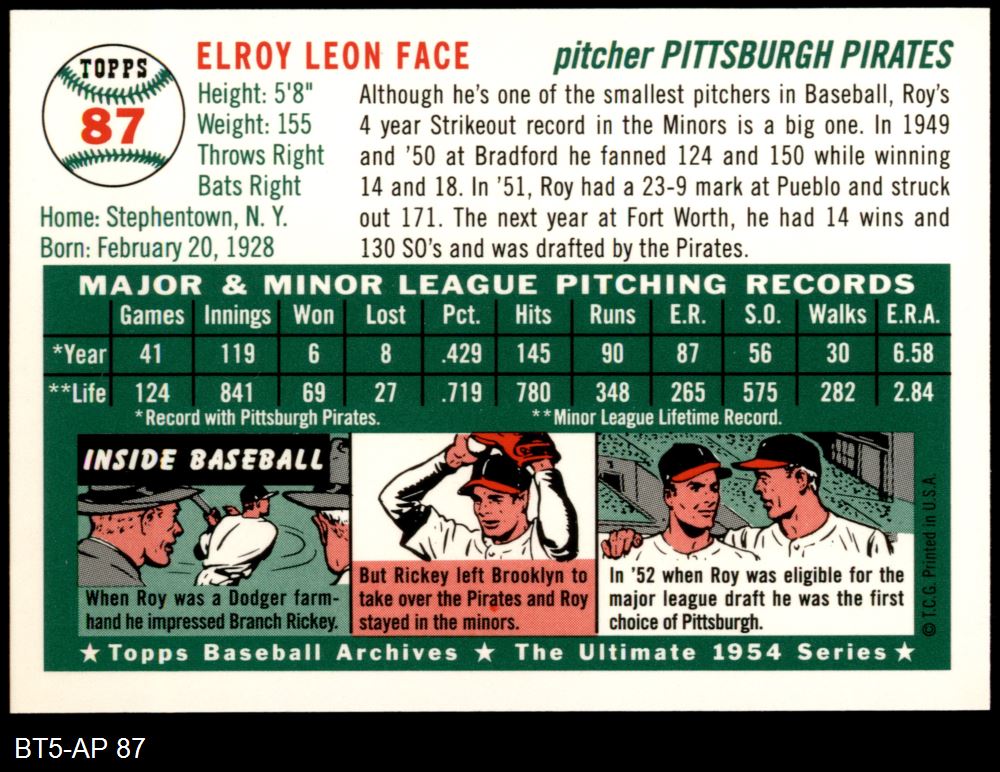 TOPPS
87
ELROY LEON FACE
pitcher PITTSBURGH PIRATES
Height: 5'8"
Weight: 155
Throws Right
Bats Right
Home: Stephentown, N. Y.
Born: February 20, 1928
Although he's one of the smallest pitchers in Baseball, Roy's
4 year Strikeout record in the Minors is a big one. In 1949
and '50 at Bradford he fanned 124 and 150 while winning
14 and 18. In '51, Roy had a 23-9 mark at Pueblo and struck
out 171. The next year at Fort Worth, he had 14 wins and
130 SO's and was drafted by the Pirates.
MAJOR & MINOR LEAGUE PITCHING RECORDS
Games Innings Won Lost Pct. Hits Runs E.R. S.O. Walks E.R.A.
*Year 41 119 6 8 .429 145 90 87 56 30 6.58
**Life 124 841 69 27 .719 780 348 265 575 282 2.84
*Record with Pittsburgh Pirates. **Minor League Lifetime Record.
INSIDE BASEBALL
When Roy was a Dodger farm-
hand he impressed Branch Rickey.
But Rickey left Brooklyn to
take over the Pirates and Roy
stayed in the minors.
In '52 when Roy was eligible for the
major league draft he was the first
choice of Pittsburgh.
© T.C.G. Printed in U.S.A.
★ Topps Baseball Archives ★ The Ultimate 1954 Series ★
BT5-AP 87